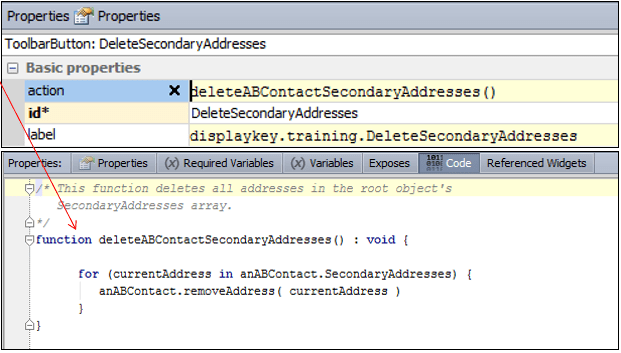 Properties Properties
ToolbarButton: DeleteSecondaryAddresses
Basic properties
action deleteABContactSecondaryAddresses()
id* DeleteSecondaryAddresses
label displaykey.training.DeleteSecondaryAddresses
Properties: Properties (x) Required Variables (x) Variables Exposes Code Referenced Widgets
/* This function deletes all addresses in the root object's
SecondaryAddresses array.
*/
function deleteABContactSecondaryAddresses() : void {
for (currentAddress in anABContact.SecondaryAddresses) {
anABContact.removeAddress( currentAddress )
}
}